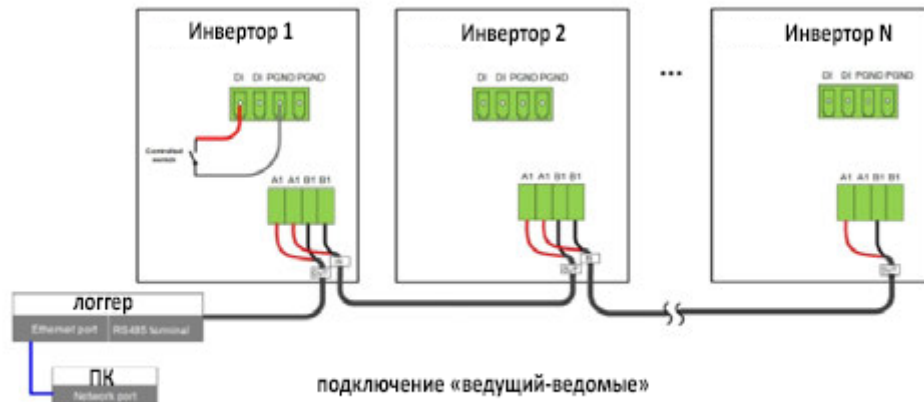 Инвертор 1
Инвертор 2
Инвертор N
DI DI PGND PGND
DI DI PGND PGND
DI DI PGND PGND
...
Controlled switch
A1 A1 B1 B1
A1 A1 B1 B1
A1 A1 B1 B1
OUT
OUT
логгер
Ethernet port
RS485 terminal
ПК
Network port
подключение «ведущий-ведомые»